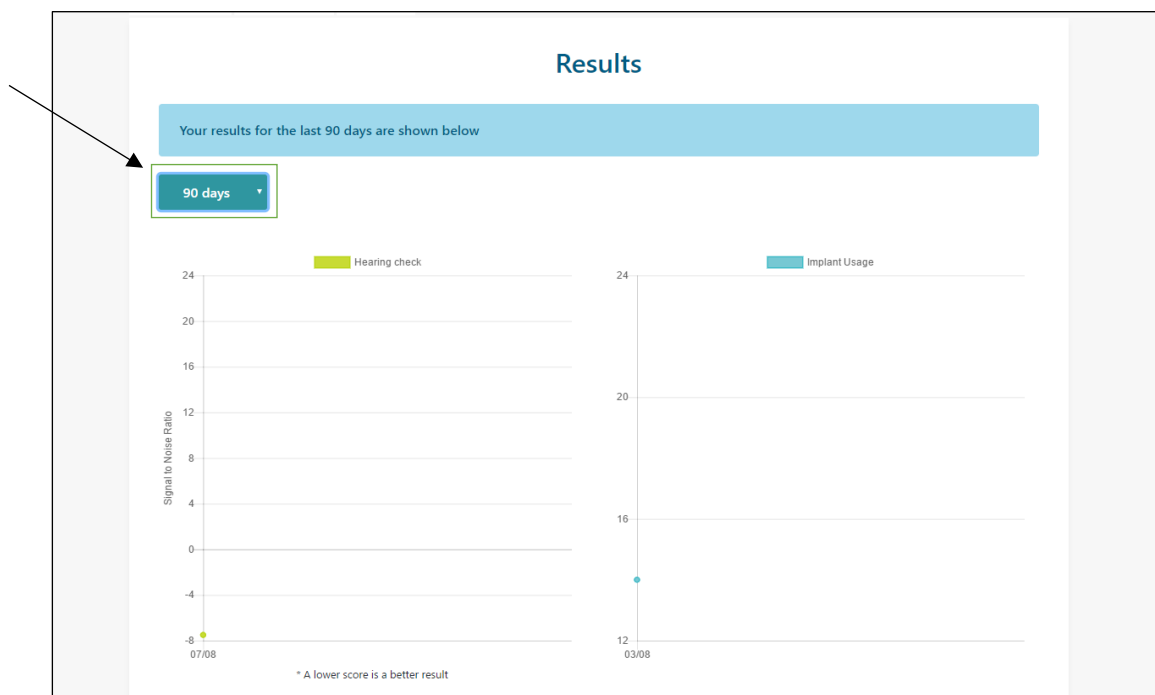 Results
Your results for the last 90 days are shown below
90 days
Hearing check
24
20
16
12
8
4
0
-4
-8
Signal to Noise Ratio
07/08
* A lower score is a better result
Implant Usage
24
20
16
12
03/08